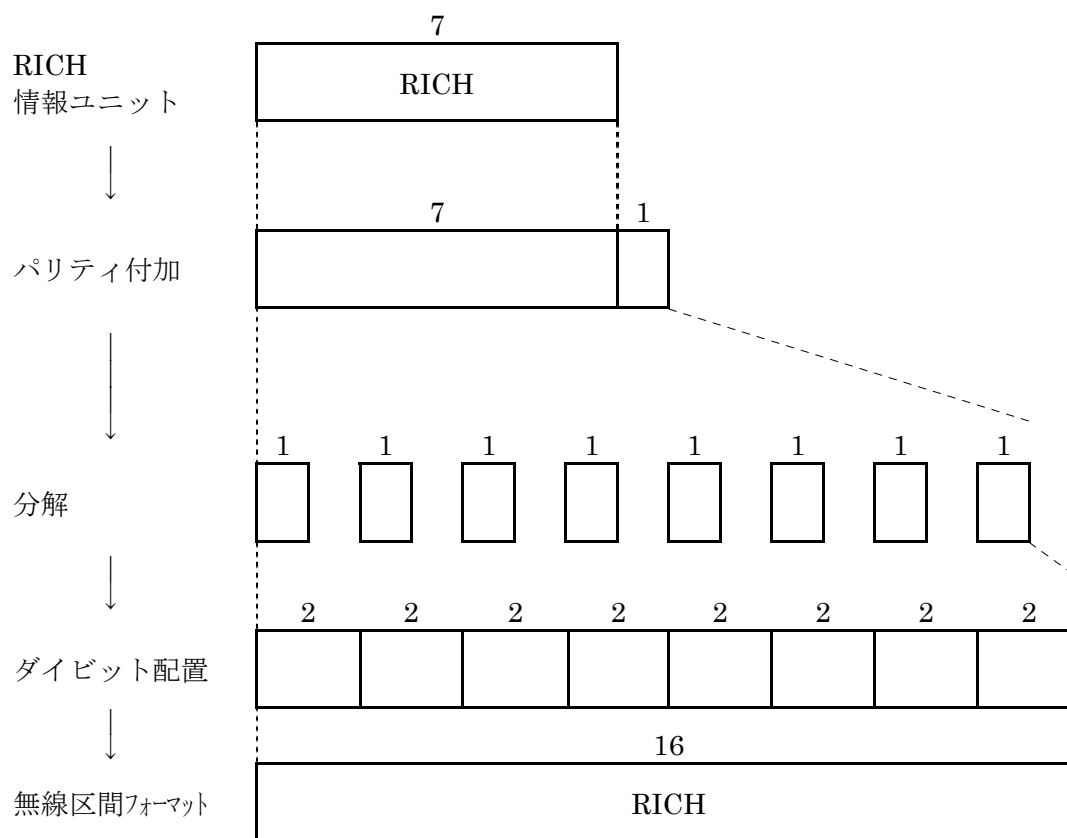 7
RICH
情報ユニット
RICH
7
1
パリティ付加
1 1 1 1 1 1 1 1
分解
2 2 2 2 2 2 2 2
ダイビット配置
16
無線区間フォーマット
RICH